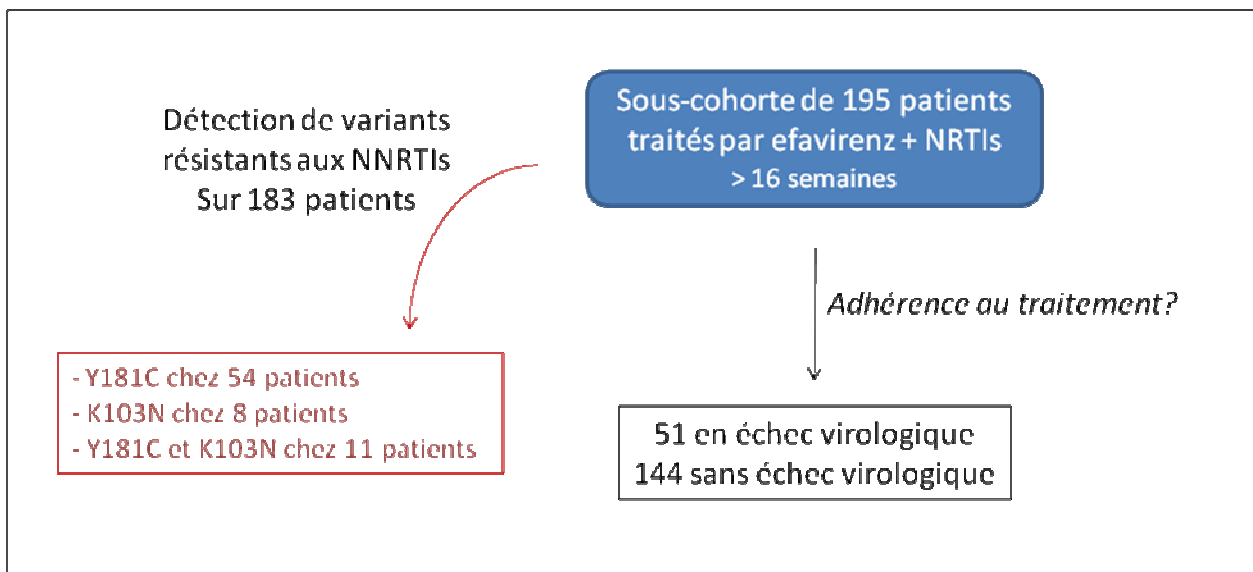 Détection de variants
résistants aux NNRTIs
Sur 183 patients
Sous-cohorte de 195 patients
traités par efavirenz + NRTIs
> 16 semaines
Adhérence au traitement?
- Y181C chez 54 patients
- K103N chez 8 patients
- Y181C et K103N chez 11 patients
51 en échec virologique
144 sans échec virologique